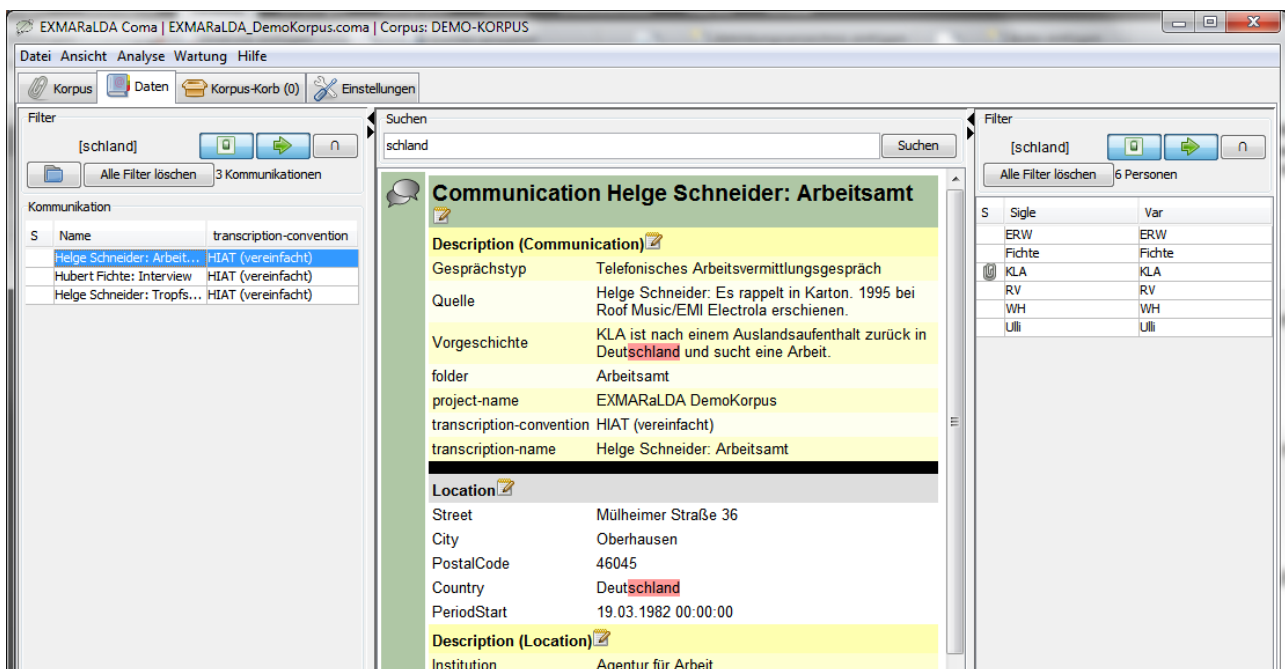 EXMARaLDA Coma | EXMARaLDA_DemoKorpus.coma | Corpus: DEMO-KORPUS
Datei Ansicht Analyse Wartung Hilfe
Korpus Daten Korpus-Korb (0) Einstellungen
Filter
[schland] ∩
Alle Filter löschen 3 Kommunikationen
Kommunikation
S Name transcription-convention
Helge Schneider: Arbeit... HIAT (vereinfacht)
Hubert Fichte: Interview HIAT (vereinfacht)
Helge Schneider: Tropfs... HIAT (vereinfacht)
Suchen
schland Suchen
Communication Helge Schneider: Arbeitsamt
Description (Communication)
Gesprächstyp Telefonisches Arbeitsvermittlungsgespräch
Quelle Helge Schneider: Es rappelt in Karton. 1995 bei
Roof Music/EMI Electrola erschienen.
Vorgeschichte KLA ist nach einem Auslandsaufenthalt zurück in
Deutschland und sucht eine Arbeit.
folder Arbeitsamt
project-name EXMARaLDA DemoKorpus
transcription-convention HIAT (vereinfacht)
transcription-name Helge Schneider: Arbeitsamt
Location
Street Mülheimer Straße 36
City Oberhausen
PostalCode 46045
Country Deutschland
PeriodStart 19.03.1982 00:00:00
Description (Location)
Institution Agentur für Arbeit
Filter
[schland] ∩
Alle Filter löschen 6 Personen
S Sigle Var
ERW ERW
Fichte Fichte
KLA KLA
RV RV
WH WH
Ulli Ulli